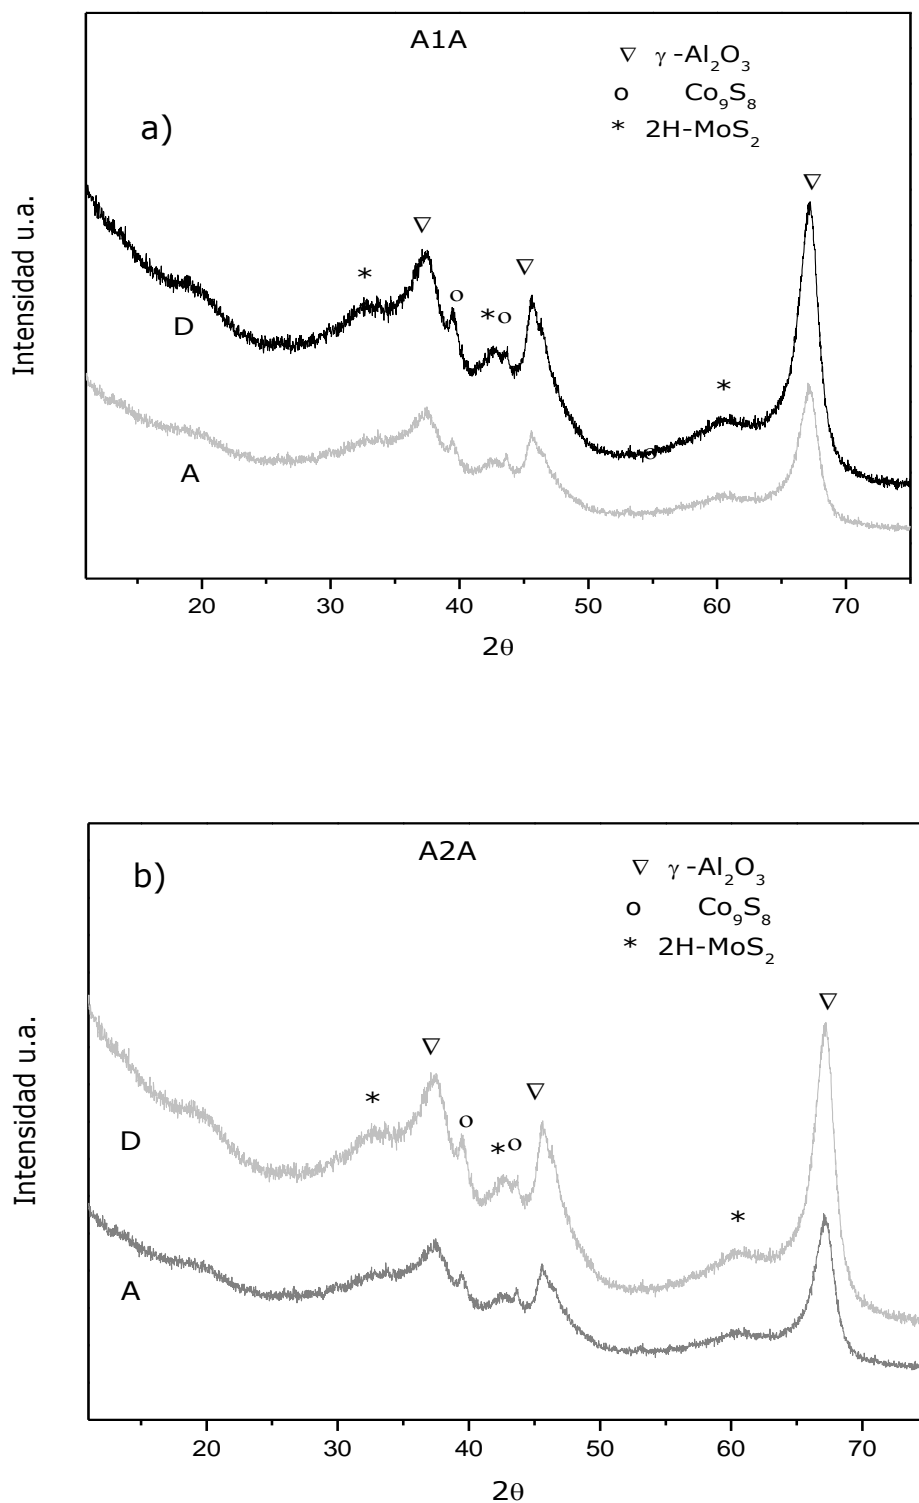 A1A
a)
▽ γ-Al₂O₃
o Co₉S₈
* 2H-MoS₂
Intensidad u.a.
▽
▽
*
▽
o
* o
D
*
o
A
20 30 40 50 60 70
2θ
A2A
b)
▽ γ-Al₂O₃
o Co₉S₈
* 2H-MoS₂
Intensidad u.a.
▽
▽
▽
*
o
* o
D
*
A
20 30 40 50 60 70
2θ